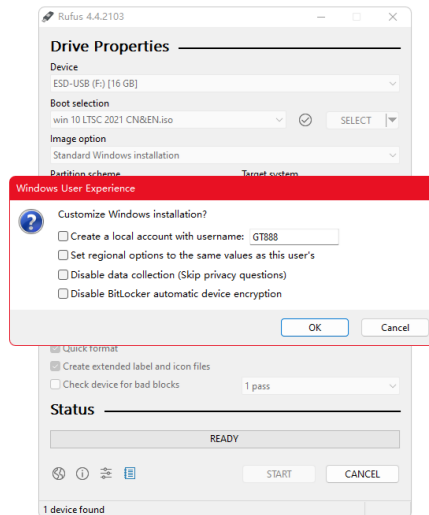 Rufus 4.4.2103
Drive Properties
Device
ESD-USB (F:) [16 GB]
Boot selection
win 10 LTSC 2021 CN&EN.iso
SELECT
Image option
Standard Windows installation
Partition scheme Target system
Windows User Experience
Customize Windows installation?
Create a local account with username: GT888
Set regional options to the same values as this user's
Disable data collection (Skip privacy questions)
Disable BitLocker automatic device encryption
OK Cancel
Quick format
Create extended label and icon files
Check device for bad blocks 1 pass
Status
READY
START CANCEL
1 device found